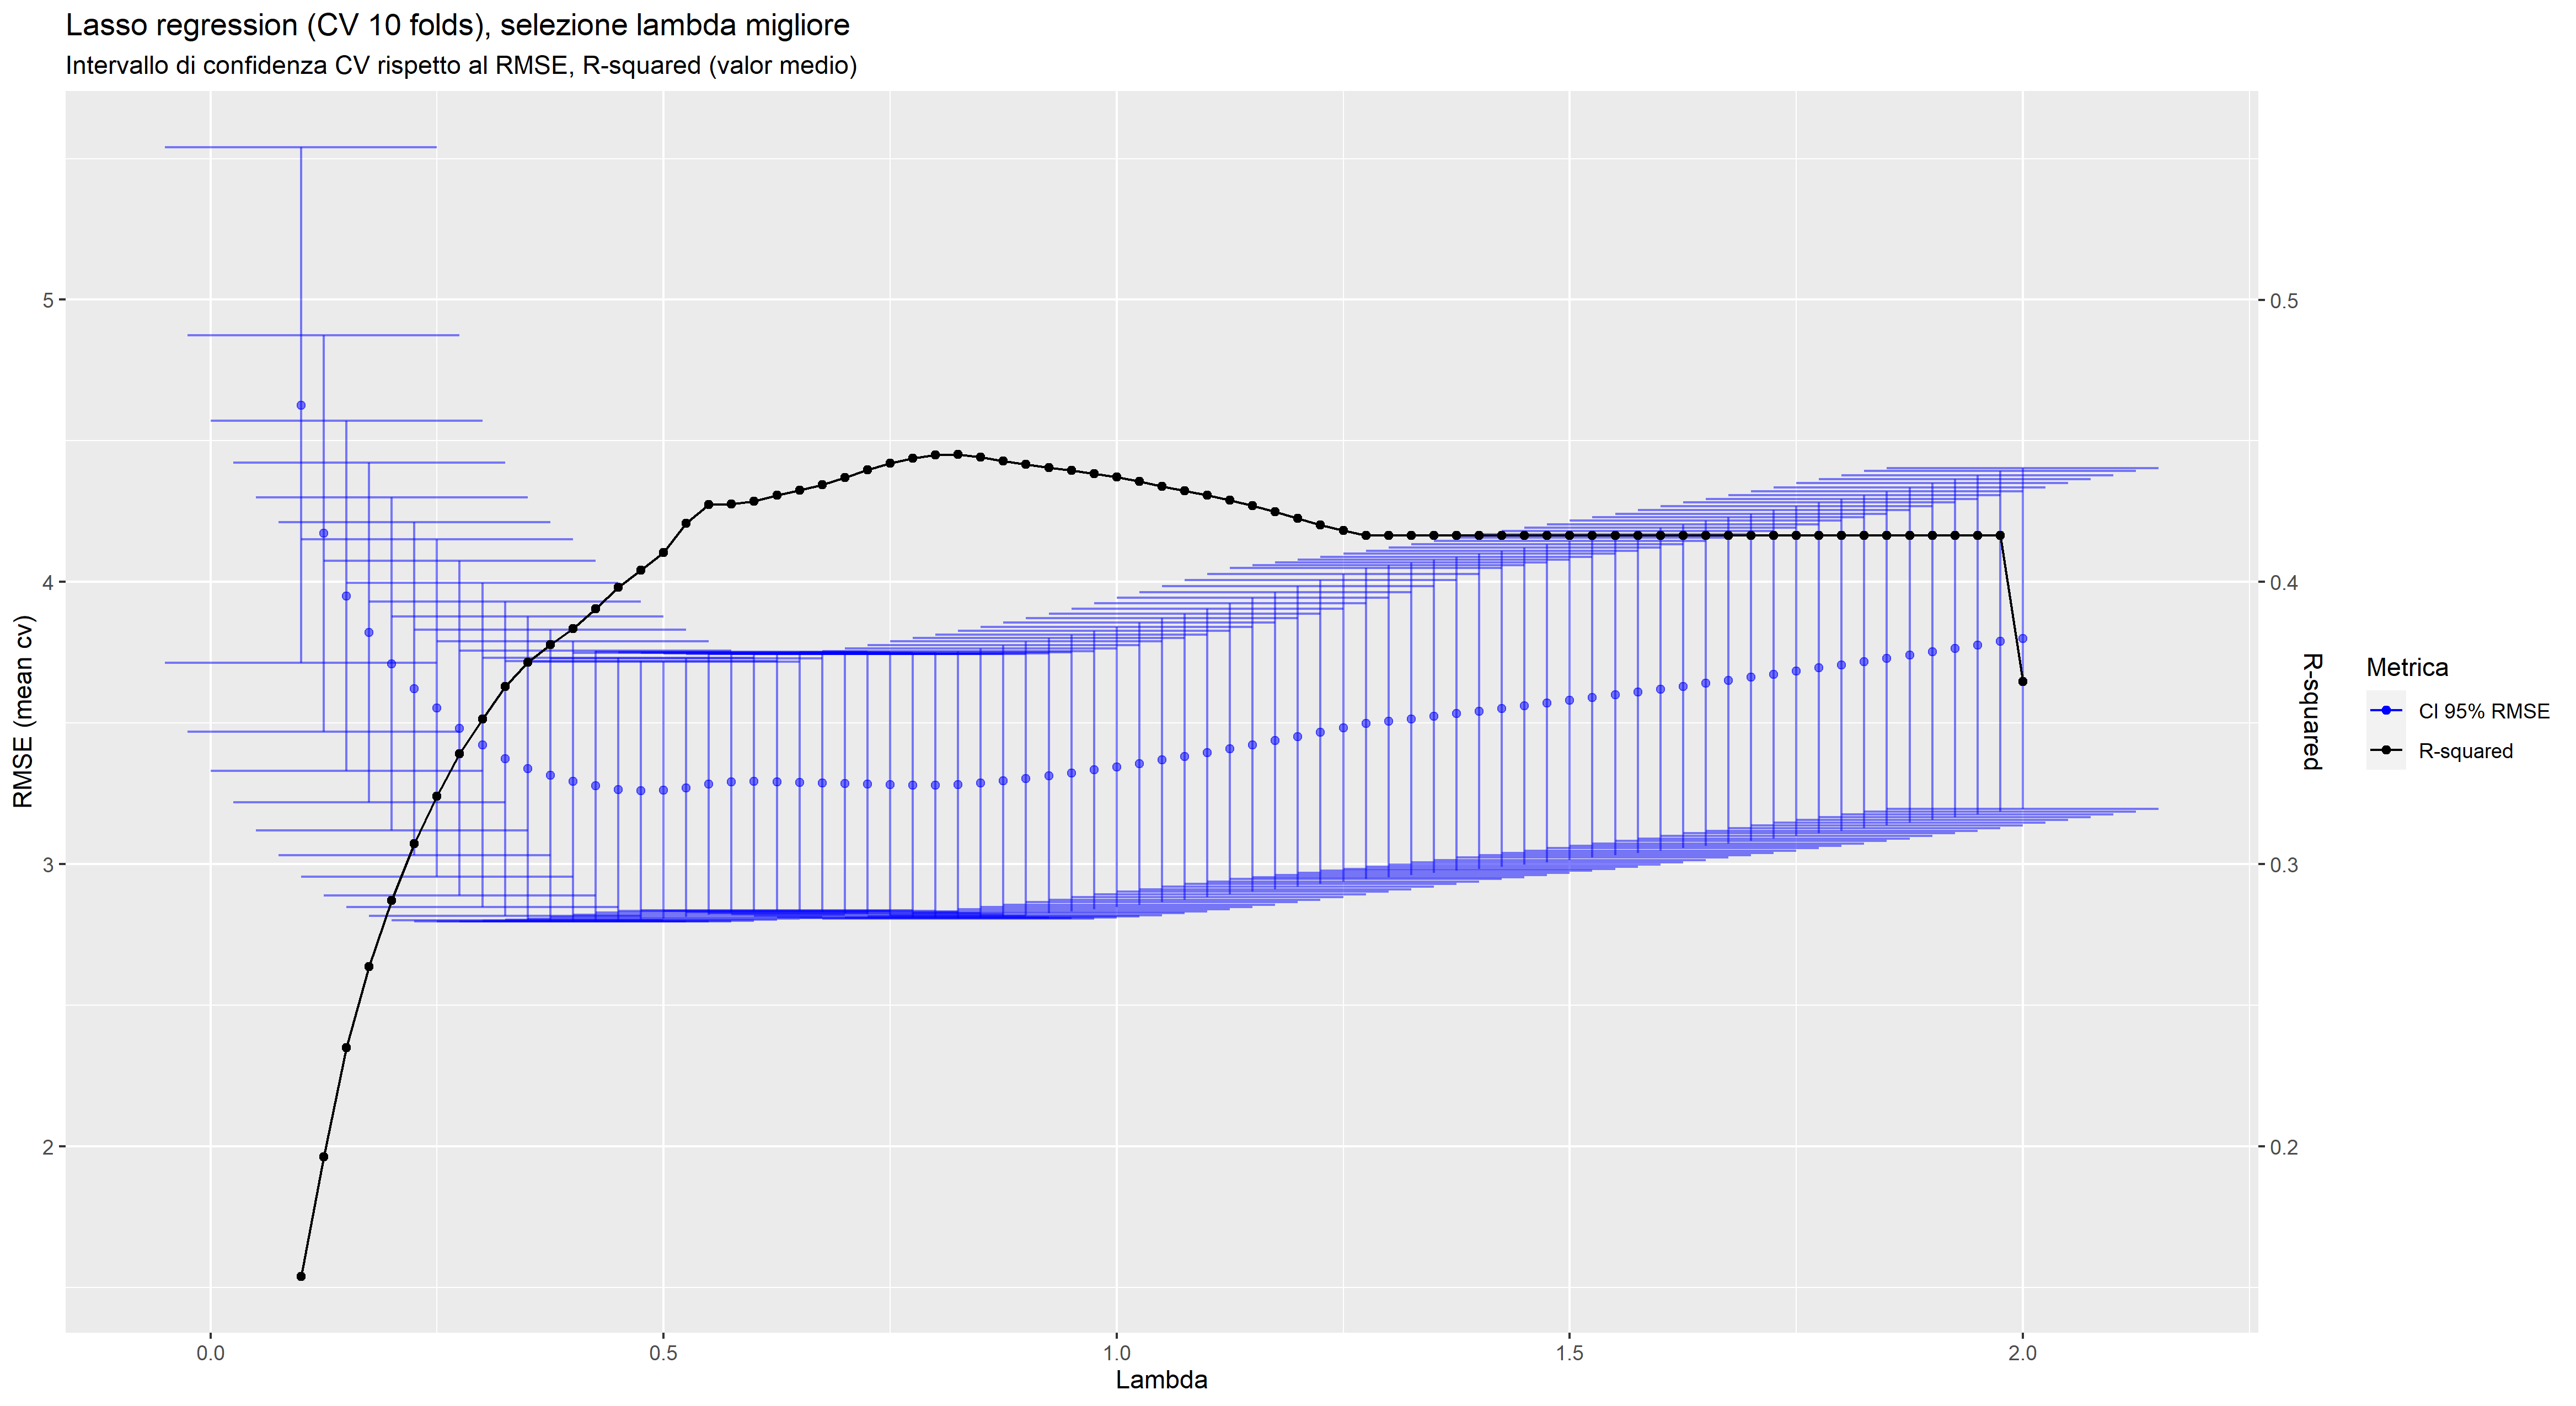 Lasso regression (CV 10 folds), selezione lambda migliore
Intervallo di confidenza CV rispetto al RMSE, R-squared (valor medio)
RMSE (mean cv)
5
4
3
2
0.5
0.4
0.3
0.2
R-squared
0.0
0.5
1.0
1.5
2.0
Lambda
Metrica
CI 95% RMSE
R-squared